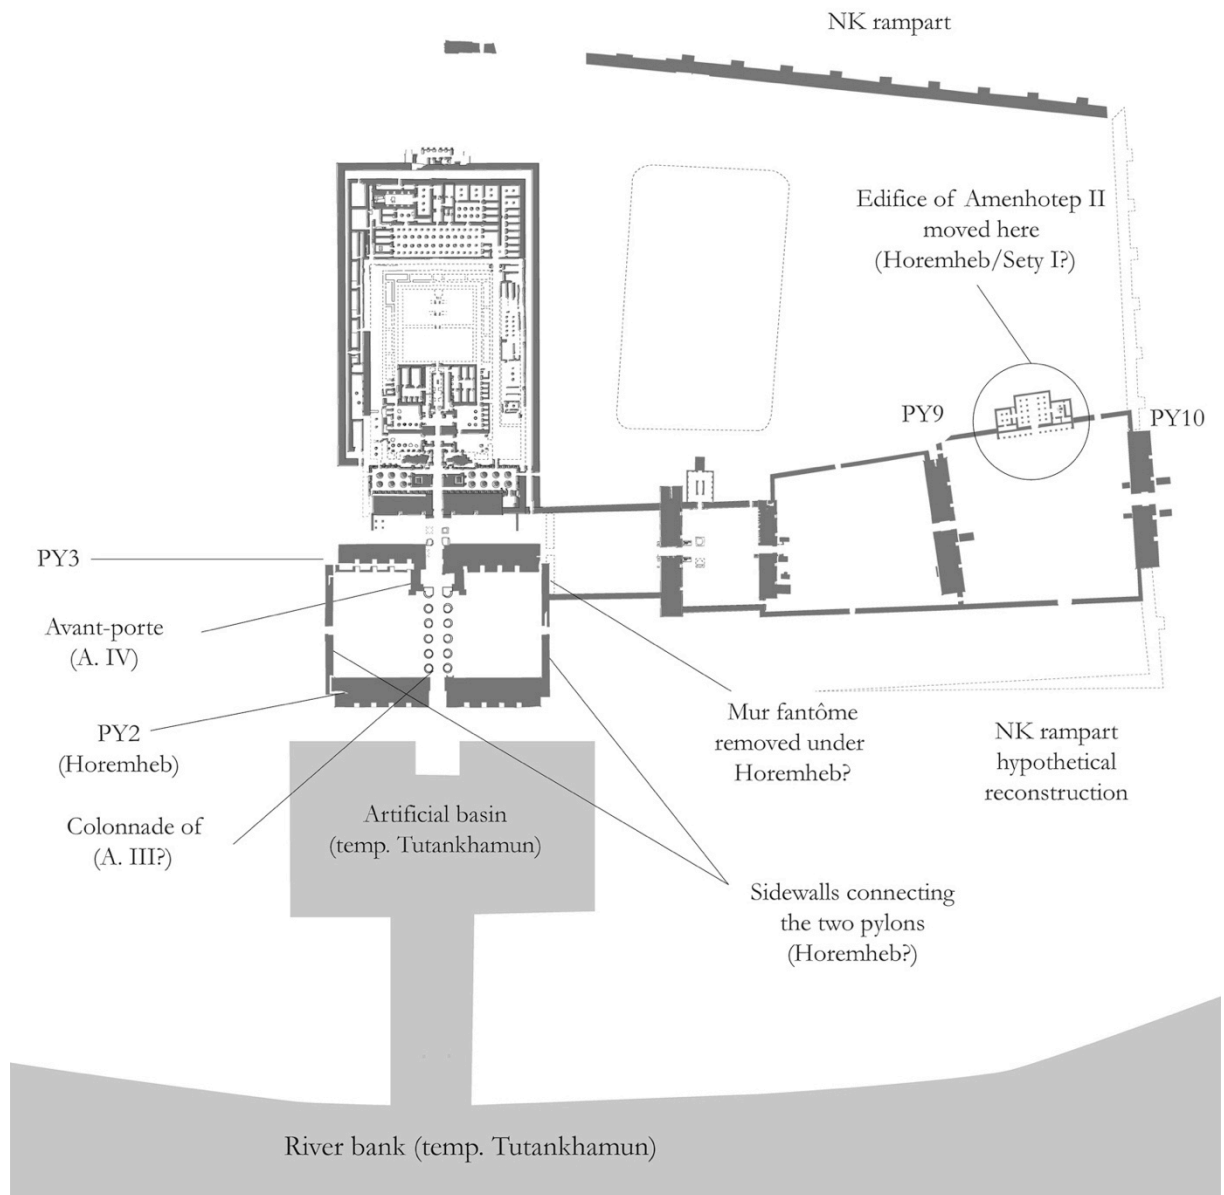 NK rampart
Edifice of Amenhotep II
moved here
(Horemheb/Sety I?)
PY9
PY10
PY3
Avant-porte
(A. IV)
PY2
(Horemheb)
Colonnade of
(A. III?)
Artificial basin
(temp. Tutankhamun)
Mur fantôme
removed under
Horemheb?
NK rampart
hypothetical
reconstruction
Sidewalls connecting
the two pylons
(Horemheb?)
River bank (temp. Tutankhamun)